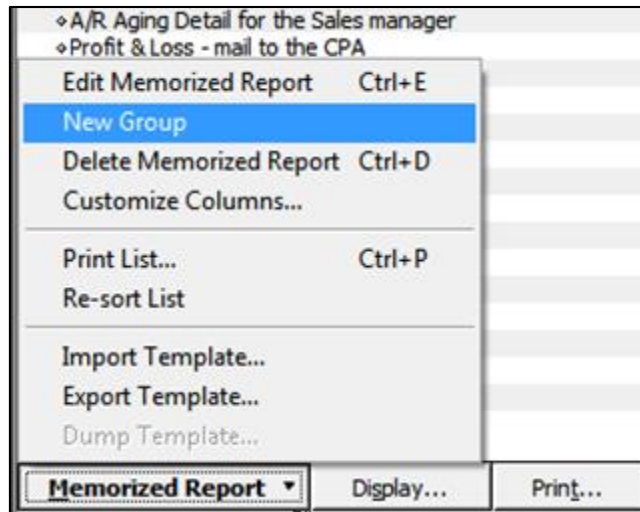 ◆A/R Aging Detail for the Sales manager
◆Profit & Loss - mail to the CPA
Edit Memorized Report Ctrl+E
New Group
Delete Memorized Report Ctrl+D
Customize Columns...
Print List... Ctrl+P
Re-sort List
Import Template...
Export Template...
Dump Template...
Memorized Report ▼ Display... Print...